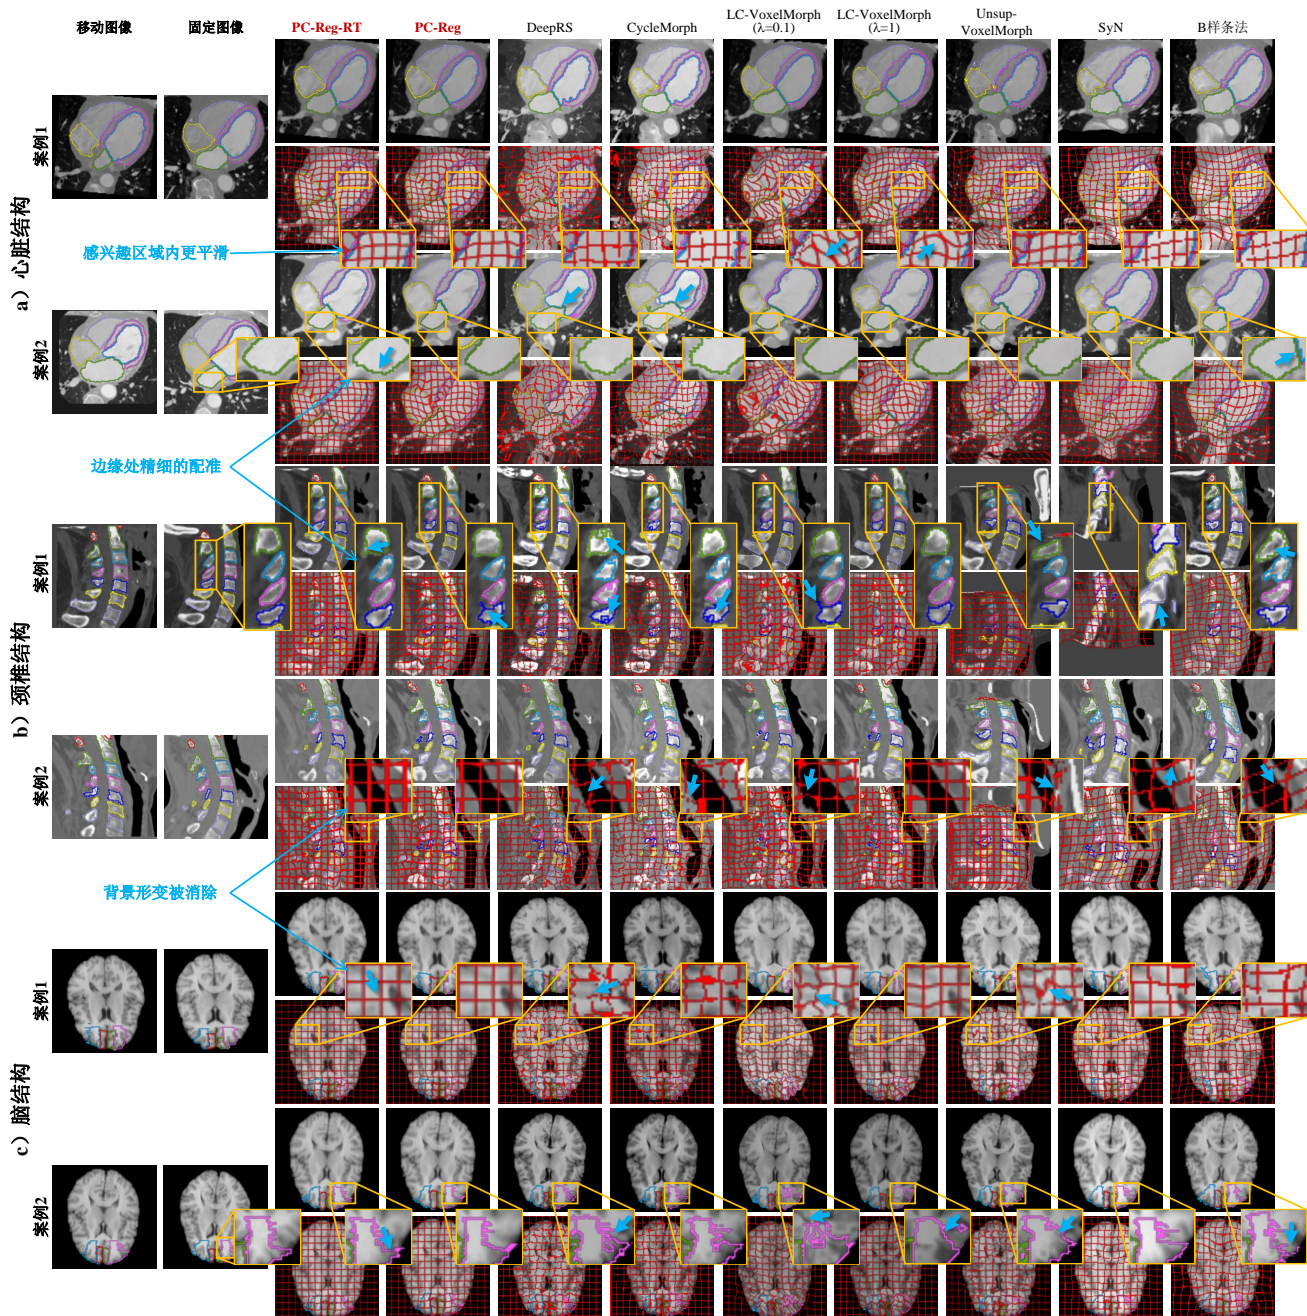 移动图像
固定图像
PC-Reg-RT
PC-Reg
DeepRS
CycleMorph
LC-VoxelMorph
(λ=0.1)
LC-VoxelMorph
(λ=1)
Unsup-
VoxelMorph
SyN
B样条法
a）心脏结构
案例1
感兴趣区域内更平滑
案例2
边缘处精细的配准
b）颈椎结构
案例1
案例2
背景形变被消除
c）脑结构
案例1
案例2